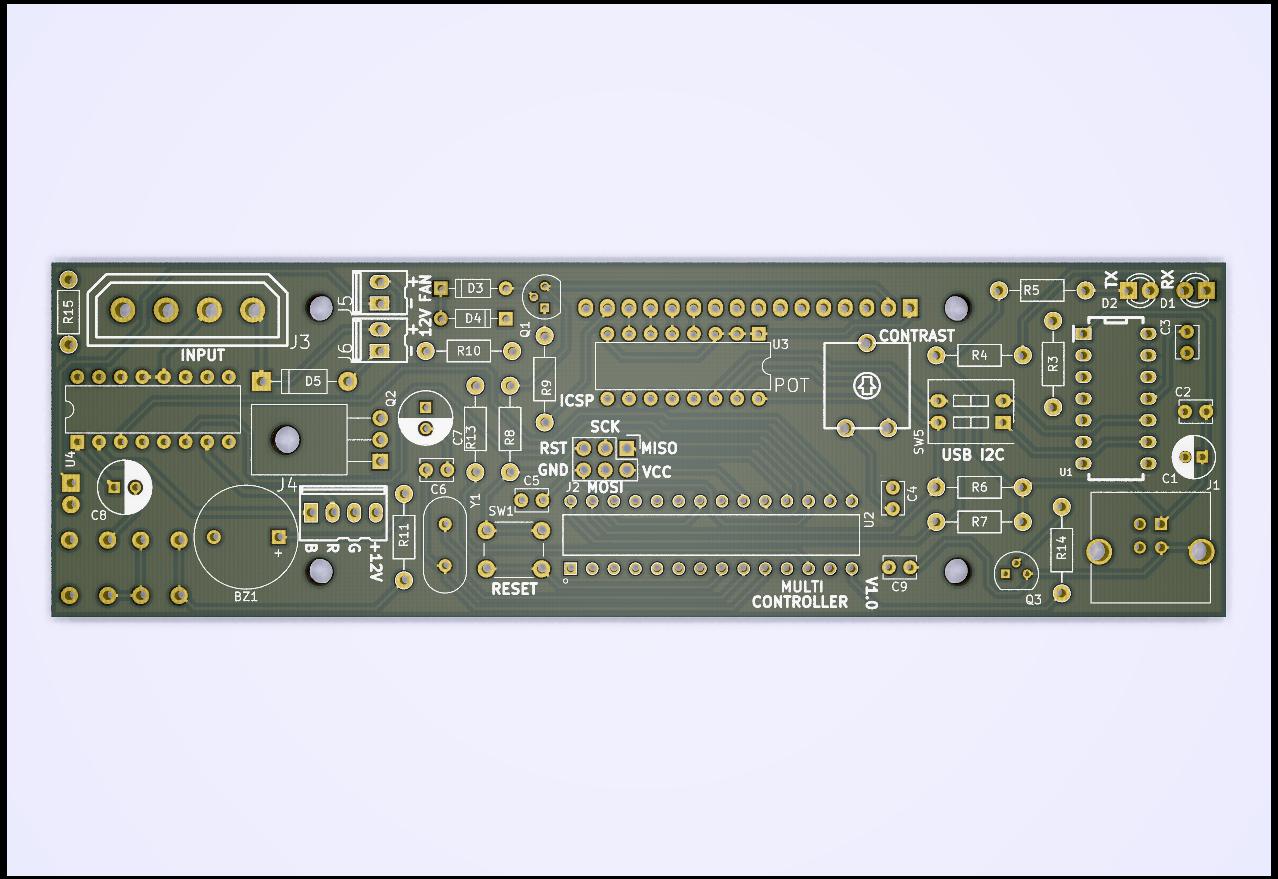 R15
INPUT
J3
J5
J6
+
-
+
-
12V FAN
D3
D4
Q1
R10
D5
Q2
R9
ICSP
U3
POT
CONTRAST
R5
TX
RX
D2
D1
R4
R3
C3
C2
SW5
USB I2C
U1
C1
J1
U4
C8
J4
C7
R13
R8
C6
Y1
C5
SCK
RST
MISO
GND
VCC
MOSI
J2
SW1
U2
C4
R6
R7
R14
B
R
G
+12V
R11
+
BZ1
RESET
MULTI
CONTROLLER
V1.0
C9
Q3